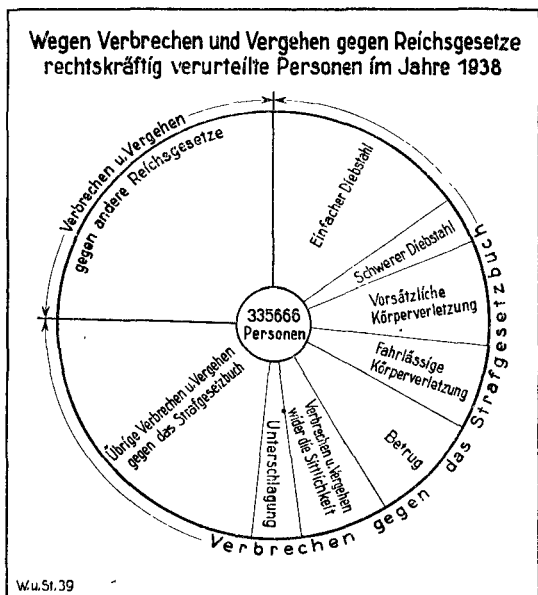 Wegen Verbrechen und Vergehen gegen Reichsgesetze
rechtskräftig verurteilte Personen im Jahre 1938
Verbrechen u. Vergehen
gegen andere Reichsgesetze
Einfacher Diebstahl
Schwerer Diebstahl
Vorsätzliche
Körperverletzung
Fahrlässige
Körperverletzung
Betrug
Verbrechen u. Vergehen
wider die Sittlichkeit
Unterschlagung
Übrige Verbrechen u. Vergehen
gegen das Strafgesetzbuch
335666
Personen
Verbrechen gegen das Strafgesetzbuch
W.u.St.39